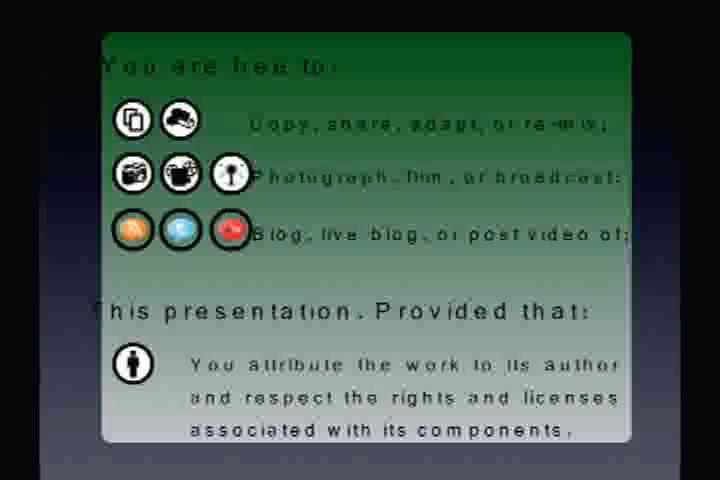 You are free to:
Copy, share, adapt, or re-mix;
Photograph, film, or broadcast;
Blog, live blog, or post video of;
This presentation. Provided that:
You attribute the work to its author
and respect the rights and licenses
associated with its components.